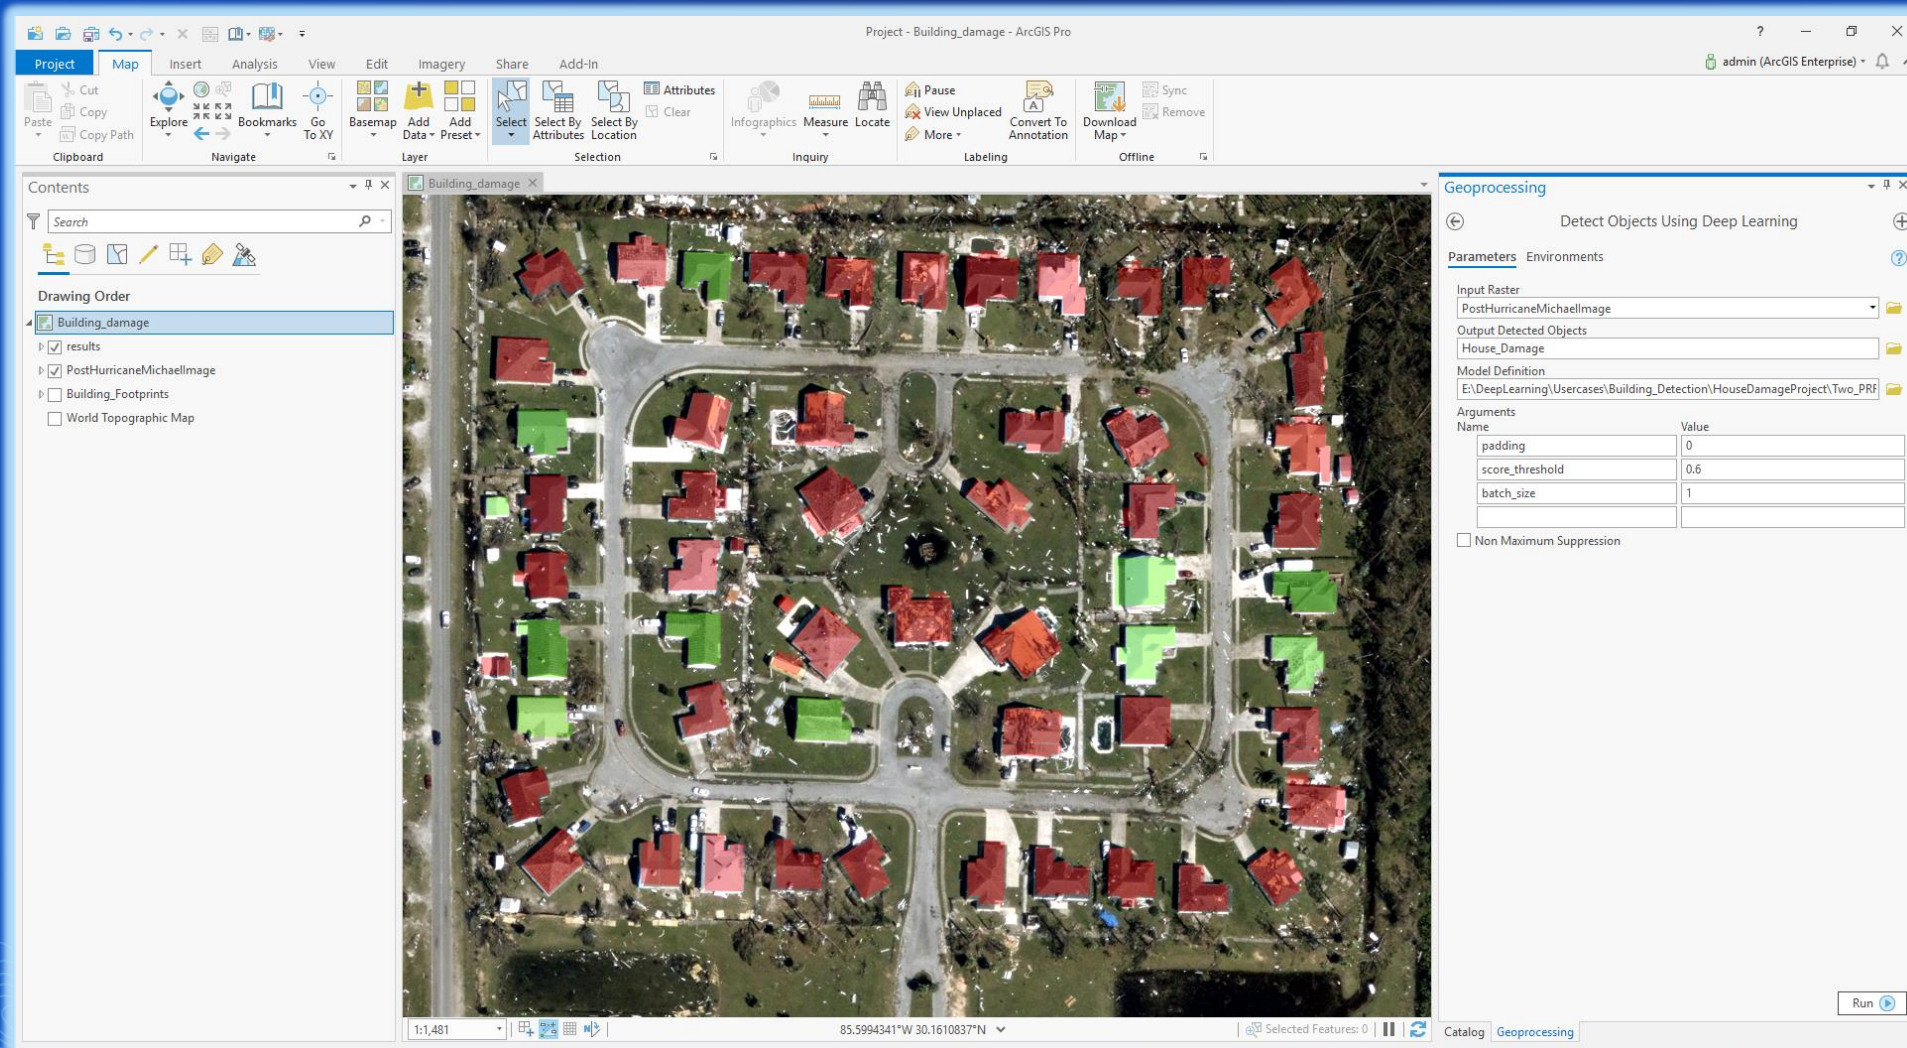 Project - Building_damage - ArcGIS Pro
?
Project Map Insert Analysis View Edit Imagery Share Add-In
admin (ArcGIS Enterprise)
Paste
Cut
Copy
Copy Path
Clipboard
Explore
Bookmarks
Go To XY
Navigate
Basemap
Add Data
Add Preset
Layer
Select
Select By Attributes
Select By Location
Attributes
Clear
Selection
Infographics
Measure
Locate
Inquiry
Pause
View Unplaced
More
Convert To Annotation
Labeling
Download Map
Sync
Remove
Offline
Contents
Search
Drawing Order
Building_damage
results
PostHurricaneMichaelImage
Building_Footprints
World Topographic Map
Building_damage
1:1,481
85.5994341°W 30.1610837°N
Selected Features: 0
Geoprocessing
Detect Objects Using Deep Learning
Parameters Environments
Input Raster
PostHurricaneMichaelImage
Output Detected Objects
House_Damage
Model Definition
E:\DeepLearning\Usercases\Building_Detection\HouseDamageProject\Two_PRF
Arguments
Name Value
padding 0
score_threshold 0.6
batch_size 1
Non Maximum Suppression
Run
Catalog Geoprocessing